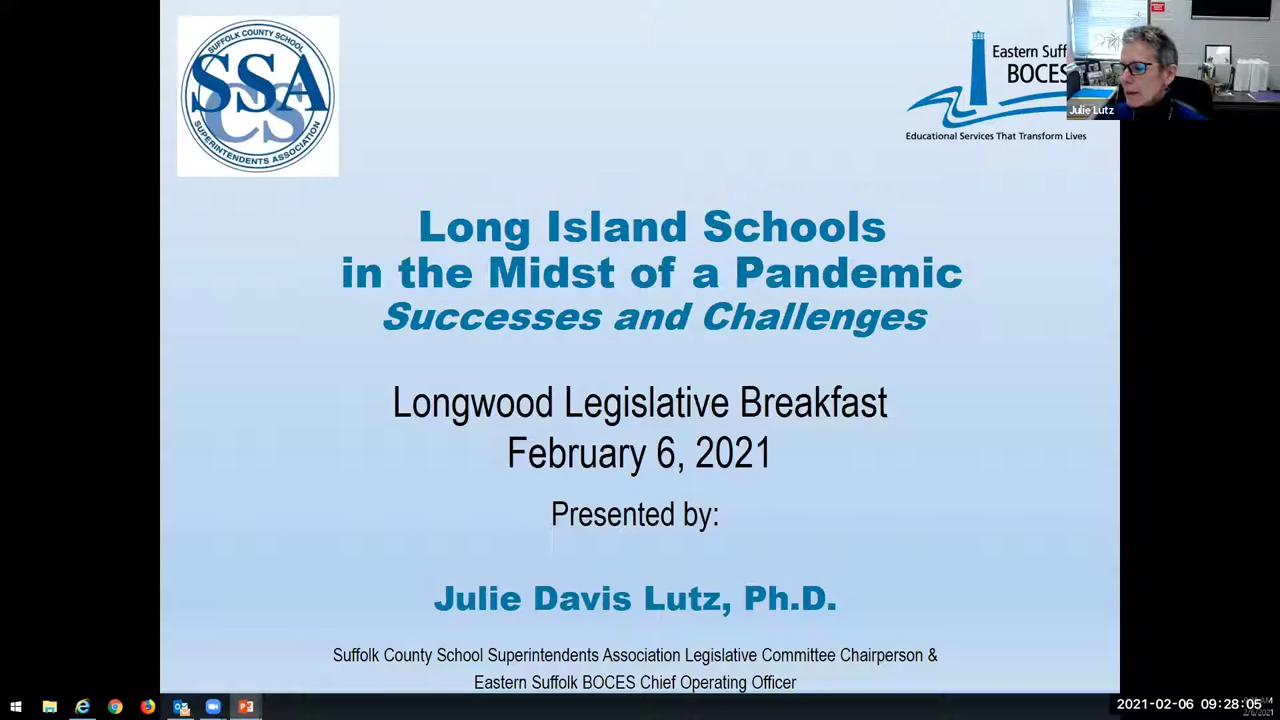 SUFFOLK COUNTY SCHOOL
SSA
CS
SUPERINTENDENTS ASSOCIATION
Eastern Suff
BOCES
Educational Services That Transform Lives
Julie Lutz
Long Island Schools
in the Midst of a Pandemic
Successes and Challenges
Longwood Legislative Breakfast
February 6, 2021
Presented by:
Julie Davis Lutz, Ph.D.
Suffolk County School Superintendents Association Legislative Committee Chairperson &
Eastern Suffolk BOCES Chief Operating Officer
2021-02-06 09:28:05